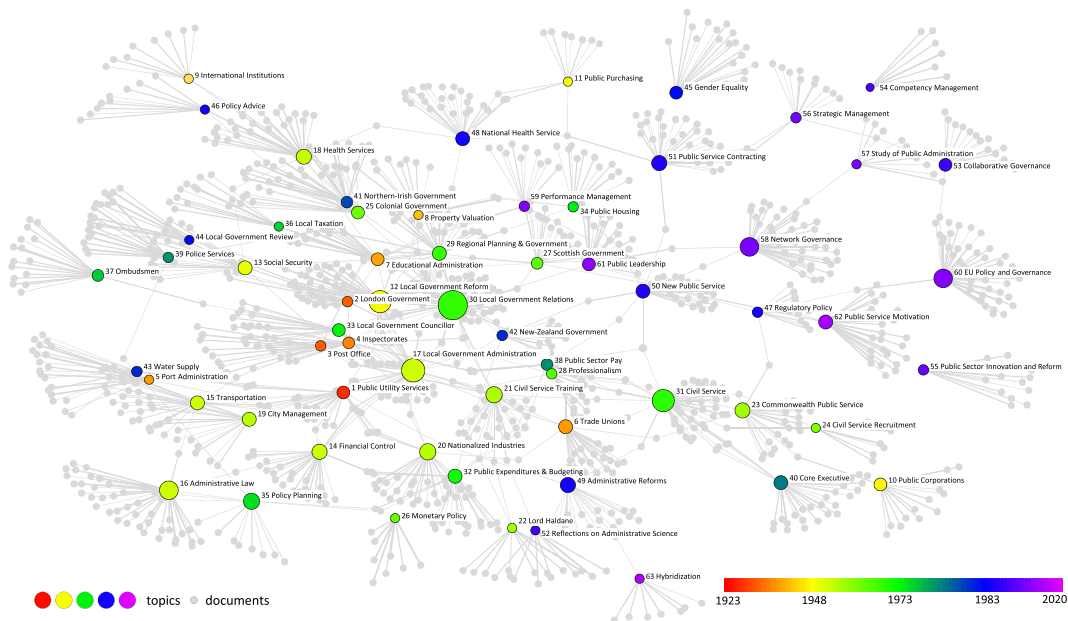 9 International Institutions
11 Public Purchasing
45 Gender Equality
54 Competency Management
46 Policy Advice
56 Strategic Management
48 National Health Service
18 Health Services
51 Public Service Contracting
57 Study of Public Administration
53 Collaborative Governance
41 Northern-Irish Government
25 Colonial Government
59 Performance Management
8 Property Valuation
34 Public Housing
36 Local Taxation
44 Local Government Review
29 Regional Planning & Government
58 Network Governance
39 Police Services
27 Scottish Government
13 Social Security
7 Educational Administration
61 Public Leadership
37 Ombudsmen
60 EU Policy and Governance
12 Local Government Reform
50 New Public Service
2 London Government
30 Local Government Relations
47 Regulatory Policy
62 Public Service Motivation
33 Local Government Councillor
42 New-Zealand Government
4 Inspectorates
3 Post Office
17 Local Government Administration
38 Public Sector Pay
43 Water Supply
28 Professionalism
55 Public Sector Innovation and Reform
5 Port Administration
1 Public Utility Services
21 Civil Service Training
31 Civil Service
15 Transportation
23 Commonwealth Public Service
19 City Management
6 Trade Unions
24 Civil Service Recruitment
14 Financial Control
20 Nationalized Industries
32 Public Expenditures & Budgeting
40 Core Executive
10 Public Corporations
16 Administrative Law
49 Administrative Reforms
35 Policy Planning
26 Monetary Policy
22 Lord Haldane
52 Reflections on Administrative Science
63 Hybridization
topics documents
1923 1948 1973 1983 2020